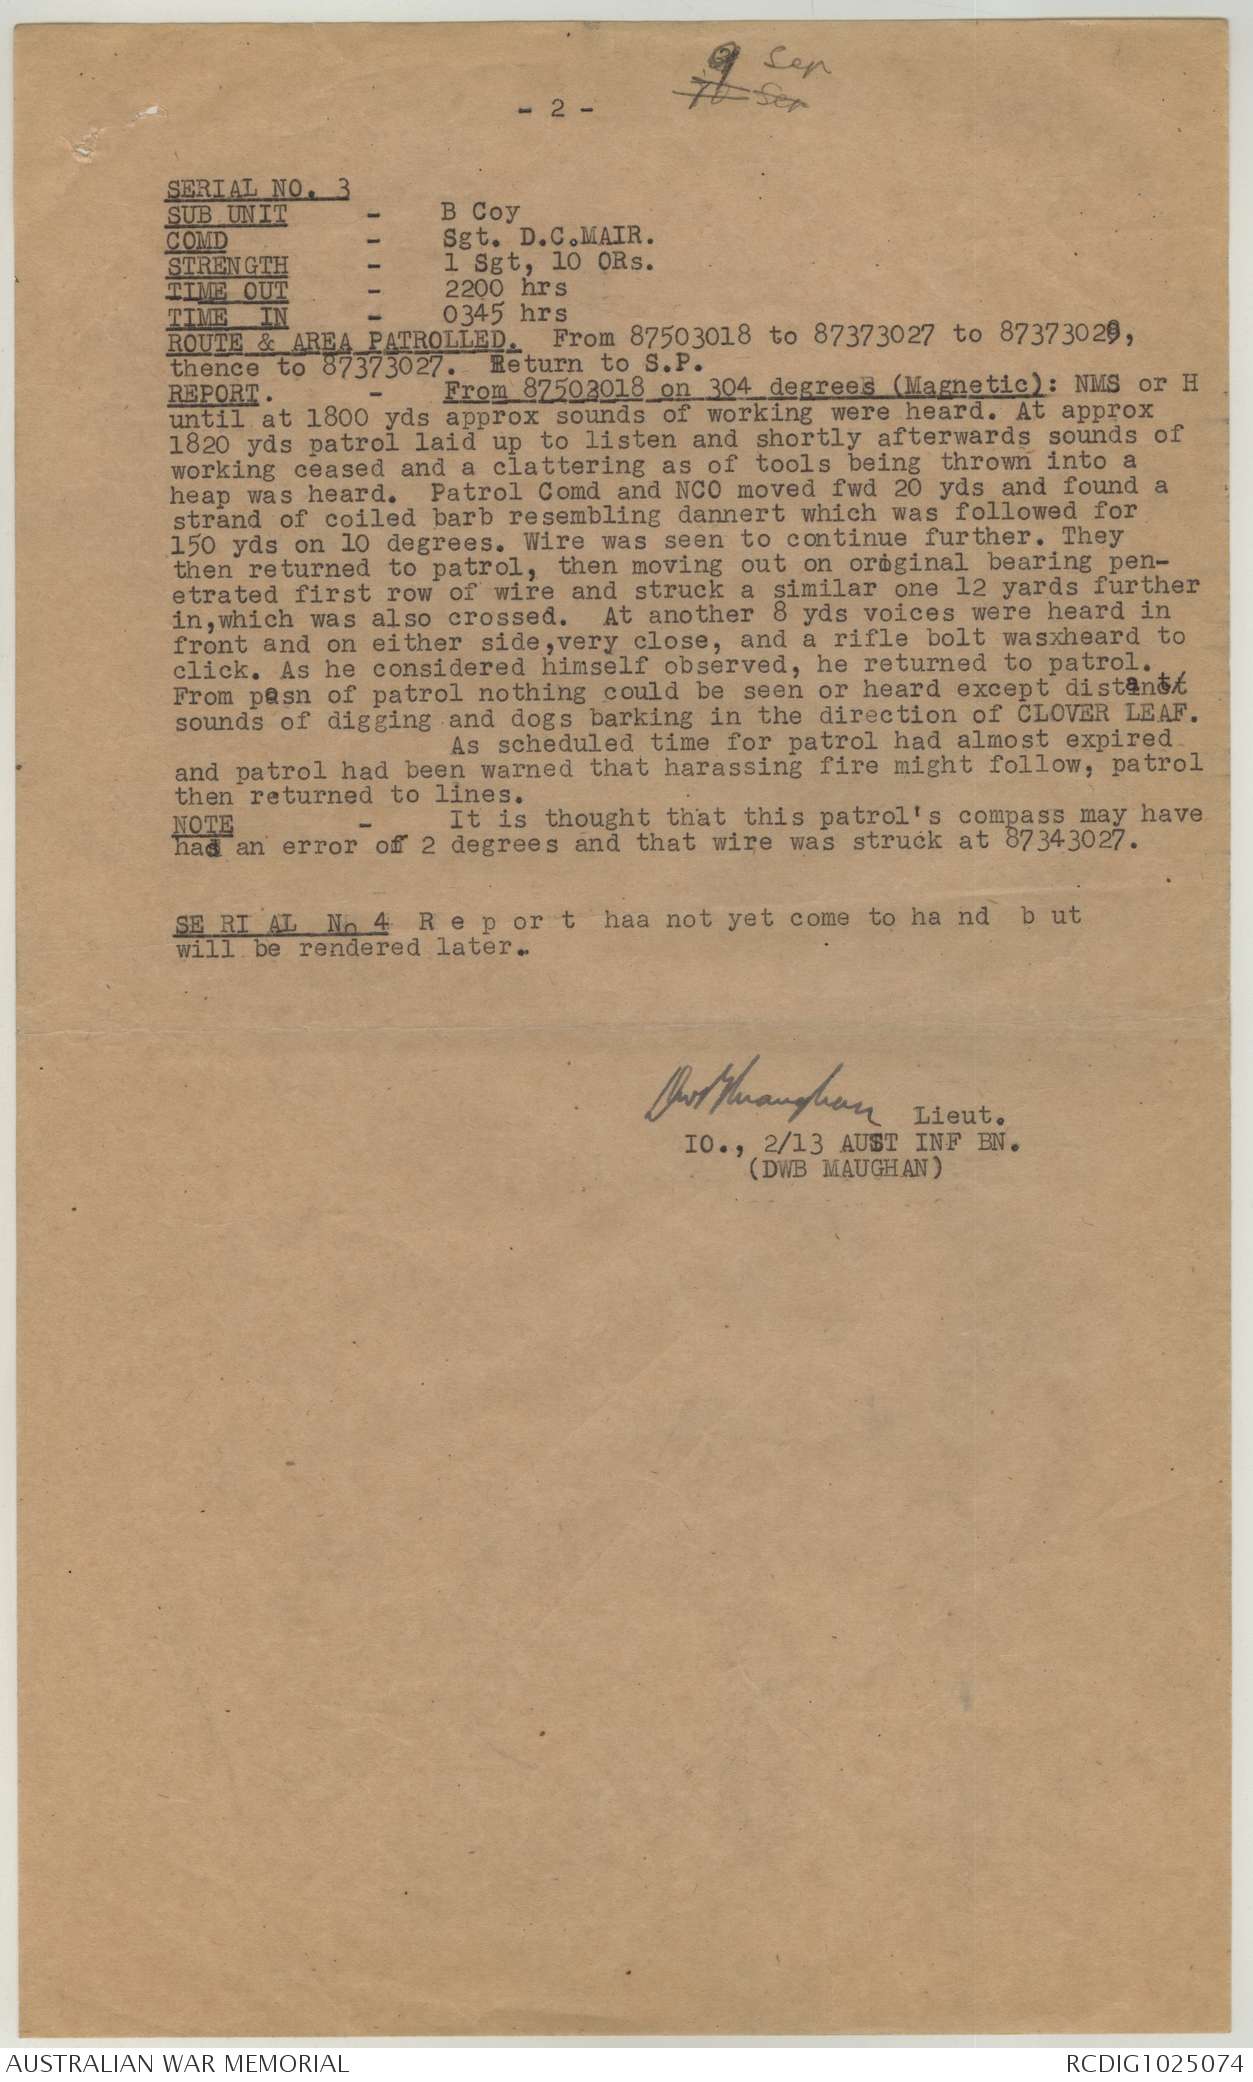 9 Sep
10 Sep
- 2 -
SERIAL NO. 3
SUB UNIT - B Coy
COMD - Sgt. D.C.MAIR.
STRENGTH - 1 Sgt, 10 ORs.
TIME OUT - 2200 hrs
TIME IN - 0345 hrs
ROUTE & AREA PATROLLED. From 87503018 to 87373027 to 87373029,
thence to 87373027. Return to S.P.
REPORT. - From 87503018 on 304 degrees (Magnetic): NMS or H
until at 1800 yds approx sounds of working were heard. At approx
1820 yds patrol laid up to listen and shortly afterwards sounds of
working ceased and a clattering as of tools being thrown into a
heap was heard. Patrol Comd and NCO moved fwd 20 yds and found a
strand of coiled barb resembling dannert which was followed for
150 yds on 10 degrees. Wire was seen to continue further. They
then returned to patrol, then moving out on original bearing pen-
etrated first row of wire and struck a similar one 12 yards further
in,which was also crossed. At another 8 yds voices were heard in
front and on either side,very close, and a rifle bolt wasxheard to
click. As he considered himself observed, he returned to patrol.
From posn of patrol nothing could be seen or heard except distant
sounds of digging and dogs barking in the direction of CLOVER LEAF.
As scheduled time for patrol had almost expired
and patrol had been warned that harassing fire might follow, patrol
then returned to lines.
NOTE - It is thought that this patrol's compass may have
had an error of 2 degrees and that wire was struck at 87343027.
SE RI AL No 4 R e p or t haa not yet come to ha nd b ut
will be rendered later.
DWB Maughan Lieut.
IO., 2/13 AUST INF BN.
(DWB MAUGHAN)
AUSTRALIAN WAR MEMORIAL
RCDIG1025074